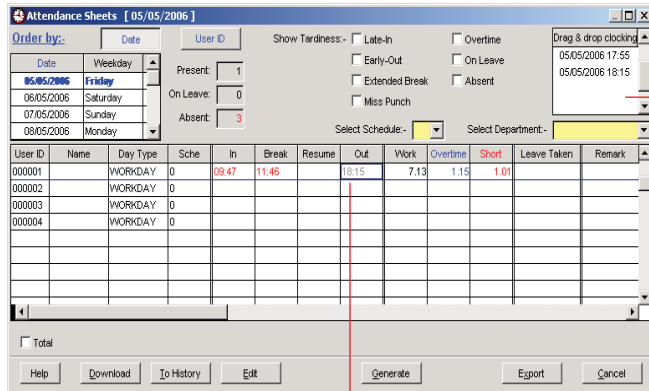 Attendance Sheets [ 05/05/2006 ]
Order by:- Date User ID Show Tardiness:- Late-In Overtime Drag & drop clocking
Date Weekday Present: 1 Early-Out On Leave 05/05/2006 17:55
05/05/2006 Friday Extended Break Absent 05/05/2006 18:15
06/05/2006 Saturday On Leave: 0 Miss Punch
07/05/2006 Sunday Absent: 3
08/05/2006 Monday Select Schedule:- Select Department:-
User ID Name Day Type Sche In Break Resume Out Work Overtime Short Leave Taken Remark
000001 WORKDAY 0 09:47 11:46 18:15 7.13 1.15 1.01
000002 WORKDAY 0
000003 WORKDAY 0
000004 WORKDAY 0
Total
Help Download To History Edit Generate Export Cancel